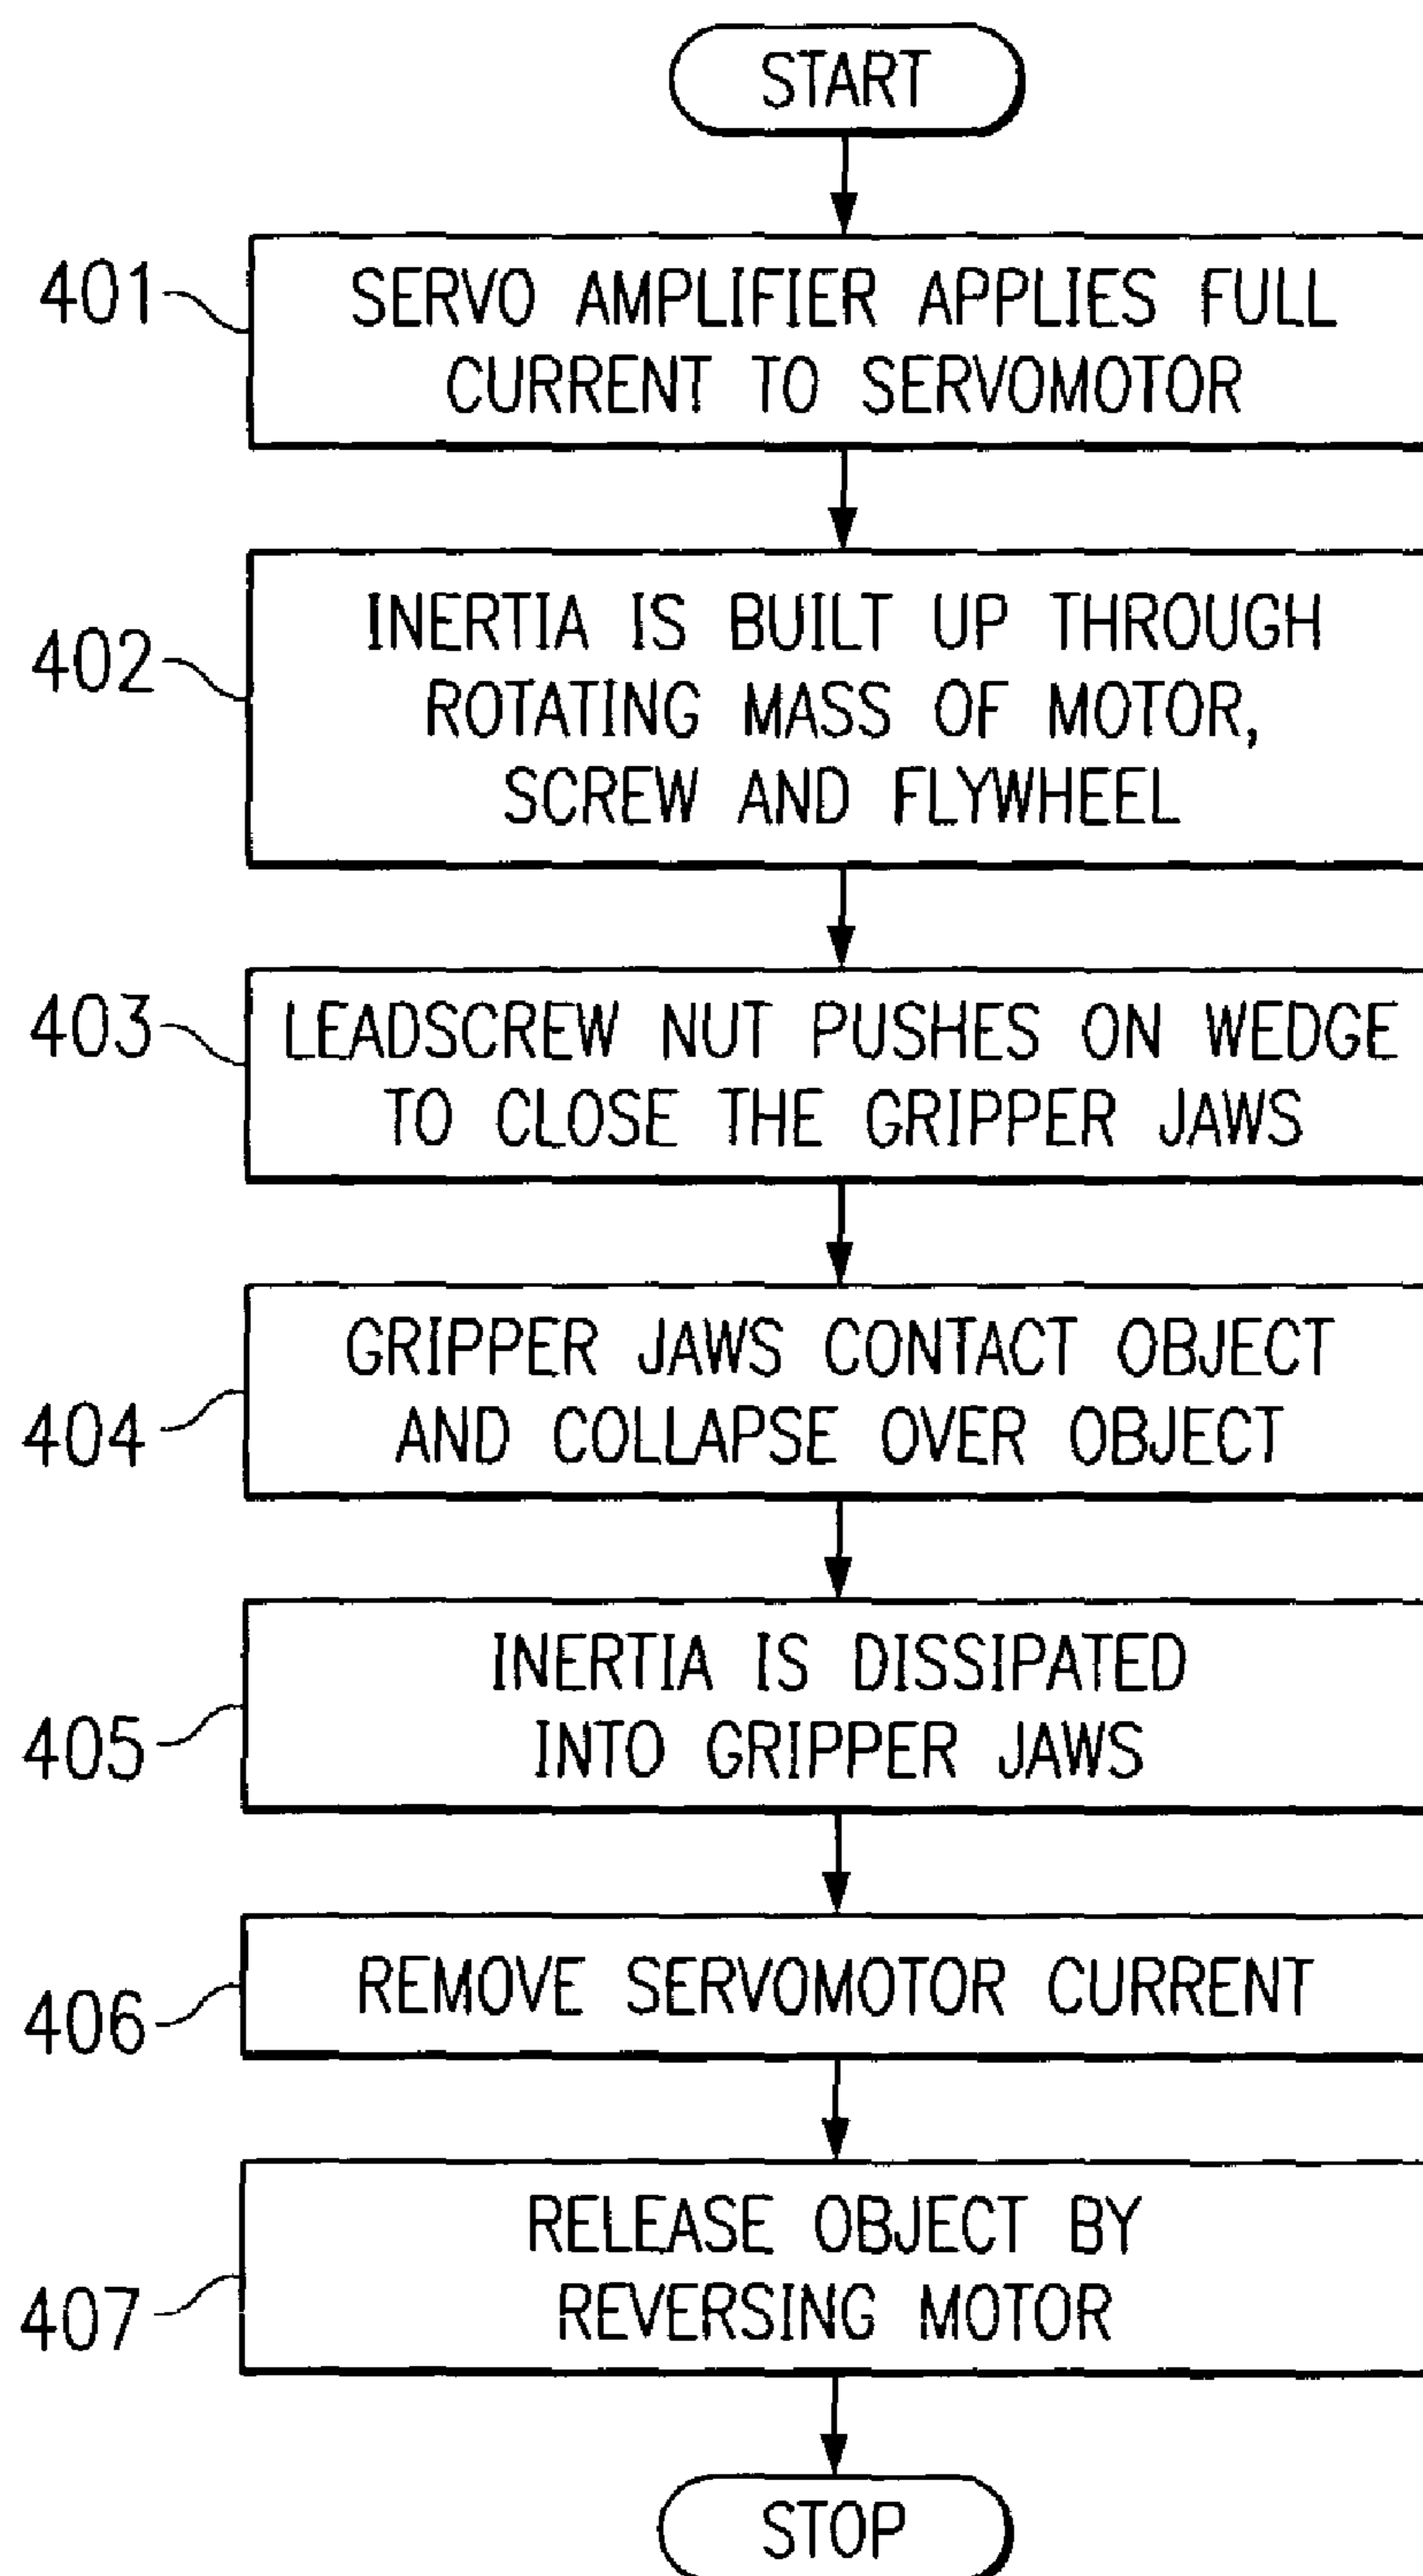 START
401
SERVO AMPLIFIER APPLIES FULL
CURRENT TO SERVOMOTOR
402
INERTIA IS BUILT UP THROUGH
ROTATING MASS OF MOTOR,
SCREW AND FLYWHEEL
403
LEADSCREW NUT PUSHES ON WEDGE
TO CLOSE THE GRIPPER JAWS
404
GRIPPER JAWS CONTACT OBJECT
AND COLLAPSE OVER OBJECT
405
INERTIA IS DISSIPATED
INTO GRIPPER JAWS
406
REMOVE SERVOMOTOR CURRENT
407
RELEASE OBJECT BY
REVERSING MOTOR
STOP